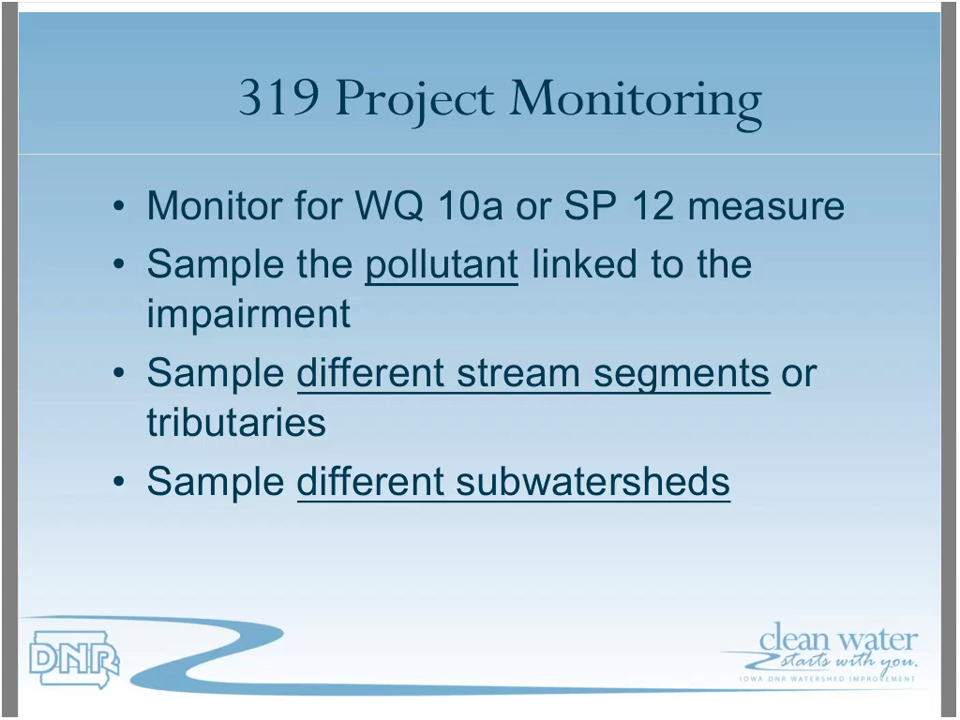 319 Project Monitoring
• Monitor for WQ 10a or SP 12 measure
• Sample the pollutant linked to the
impairment
• Sample different stream segments or
tributaries
• Sample different subwatersheds
DNR
clean water
starts with you.
IOWA DNR WATERSHED IMPROVEMENT